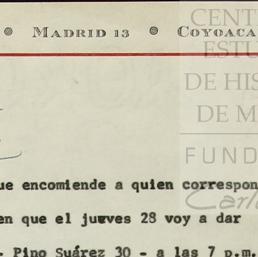 CENT
• MADRID 13 • COYOACA
ESTU
DE HIS
DE M
FUND
Carl
ue encomiende a quien correspon
en que el jueves 28 voy a dar
- Pino Suárez 30 - a las 7 p.m.